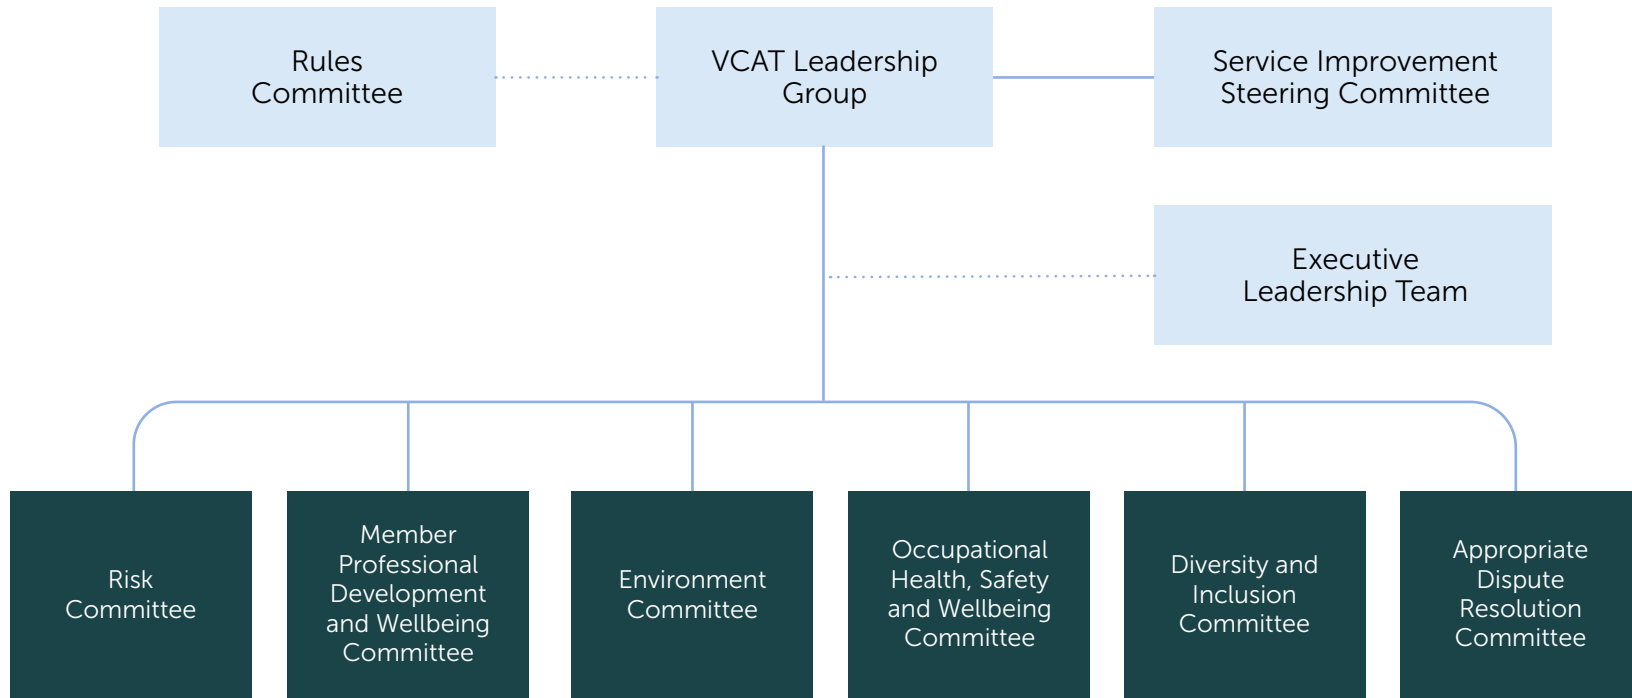 Rules
Committee
VCAT Leadership
Group
Service Improvement
Steering Committee
Executive
Leadership Team
Risk
Committee
Member
Professional
Development
and Wellbeing
Committee
Environment
Committee
Occupational
Health, Safety
and Wellbeing
Committee
Diversity and
Inclusion
Committee
Appropriate
Dispute
Resolution
Committee